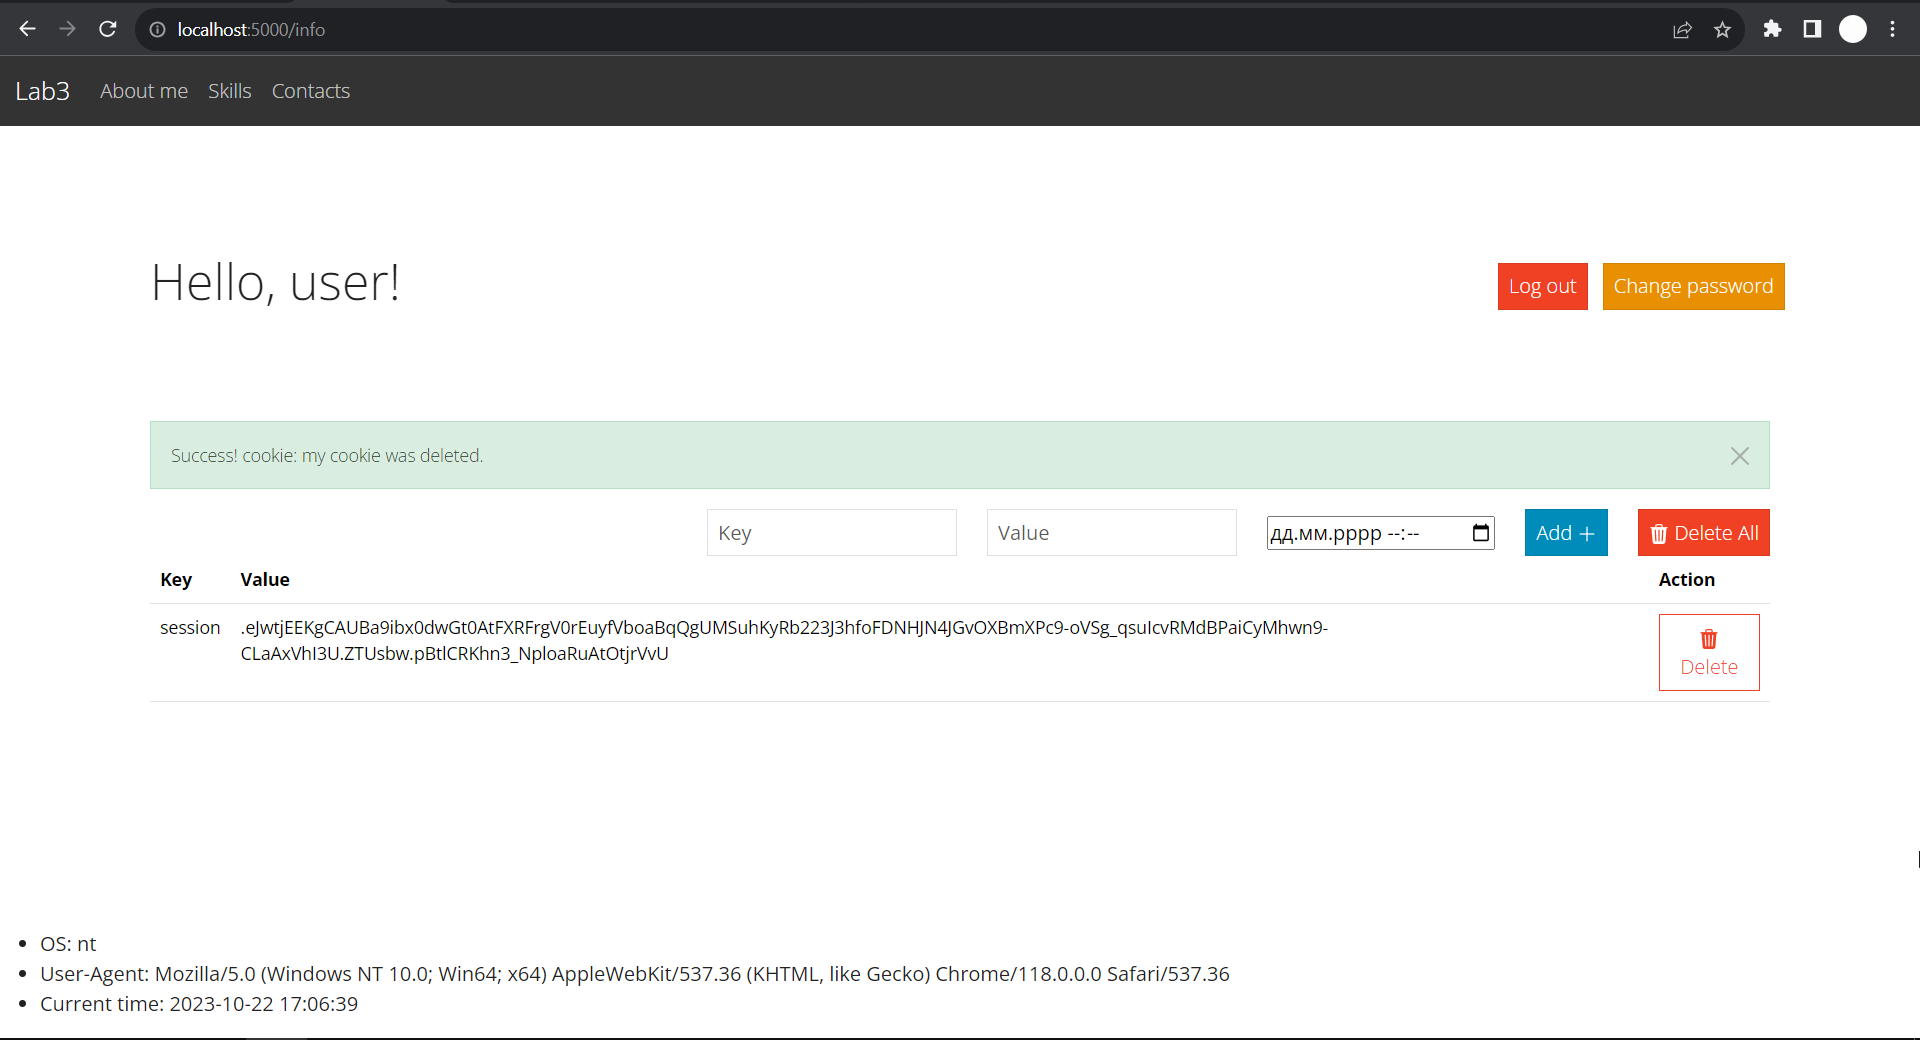 localhost:5000/info
Lab3 About me Skills Contacts
Hello, user!
Log out Change password
Success! cookie: my cookie was deleted.
Key Value дд.мм.рррр --:-- Add + Delete All
Key Value Action
session .eJwtjEEKgCAUBa9ibx0dwGt0AtFXRFrgV0rEuyfVboaBqQgUMSuhKyRb223J3hfoFDNHJN4JGvOXBmXPc9-oVSg_qsuIcvRMdBPaiCyMhwn9-
CLaAxVhI3U.ZTUsbw.pBtlCRKhn3_NploaRuAtOtjrVvU
Delete
OS: nt
User-Agent: Mozilla/5.0 (Windows NT 10.0; Win64; x64) AppleWebKit/537.36 (KHTML, like Gecko) Chrome/118.0.0.0 Safari/537.36
Current time: 2023-10-22 17:06:39